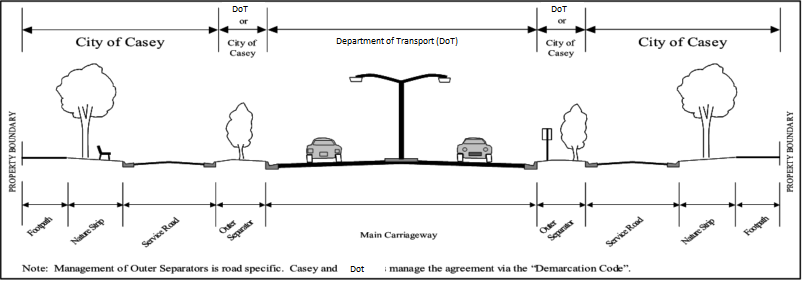 DoT
or
City of
Casey
DoT
or
City of
Casey
City of Casey
Department of Transport (DoT)
City of Casey
PROPERTY BOUNDARY
PROPERTY BOUNDARY
Footpath
Nature Strip
Service Road
Outer
Separator
Main Carriageway
Outer
Separator
Service Road
Nature Strip
Footpath
Note: Management of Outer Separators is road specific. Casey and Dot manage the agreement via the "Demarcation Code".